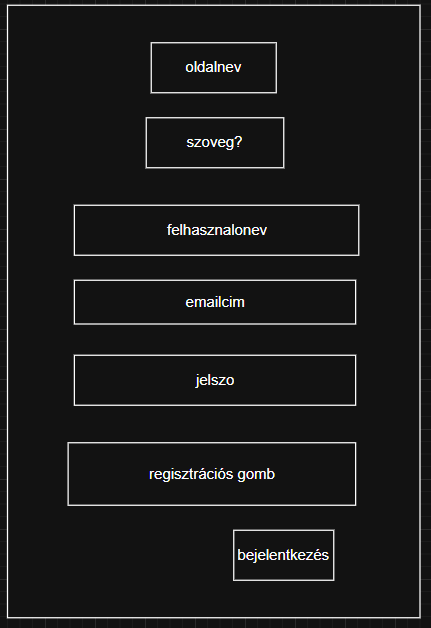 oldalnev
szoveg?
felhasznalonev
emailcim
jelszo
regisztrációs gomb
bejelentkezés